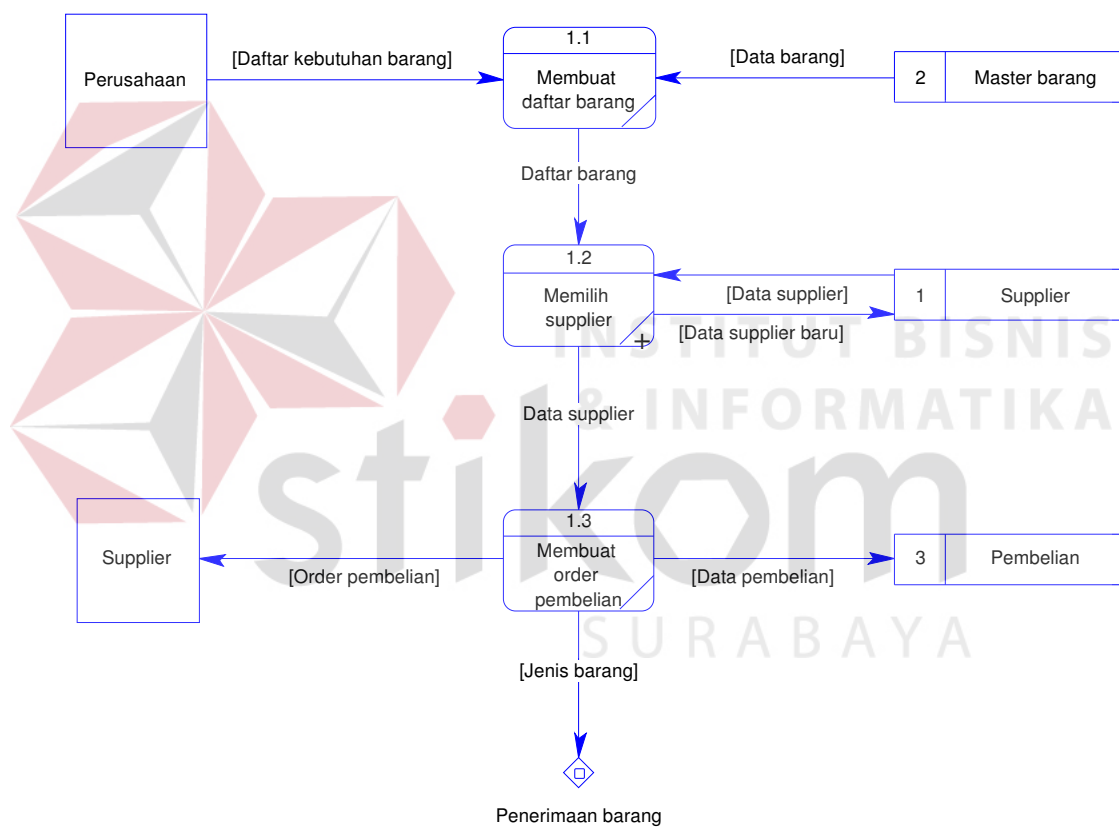 1.1
[Daftar kebutuhan barang]
[Data barang]
Perusahaan
Membuat
daftar barang
2
Master barang
Daftar barang
1.2
Memilih
supplier
[Data supplier]
1
Supplier
[Data supplier baru]
INSTITUT BISNIS
& INFORMATIKA
Data supplier
stikom
1.3
Supplier
[Order pembelian]
Membuat
order
pembelian
[Data pembelian]
3
Pembelian
SURABAYA
[Jenis barang]
Penerimaan barang